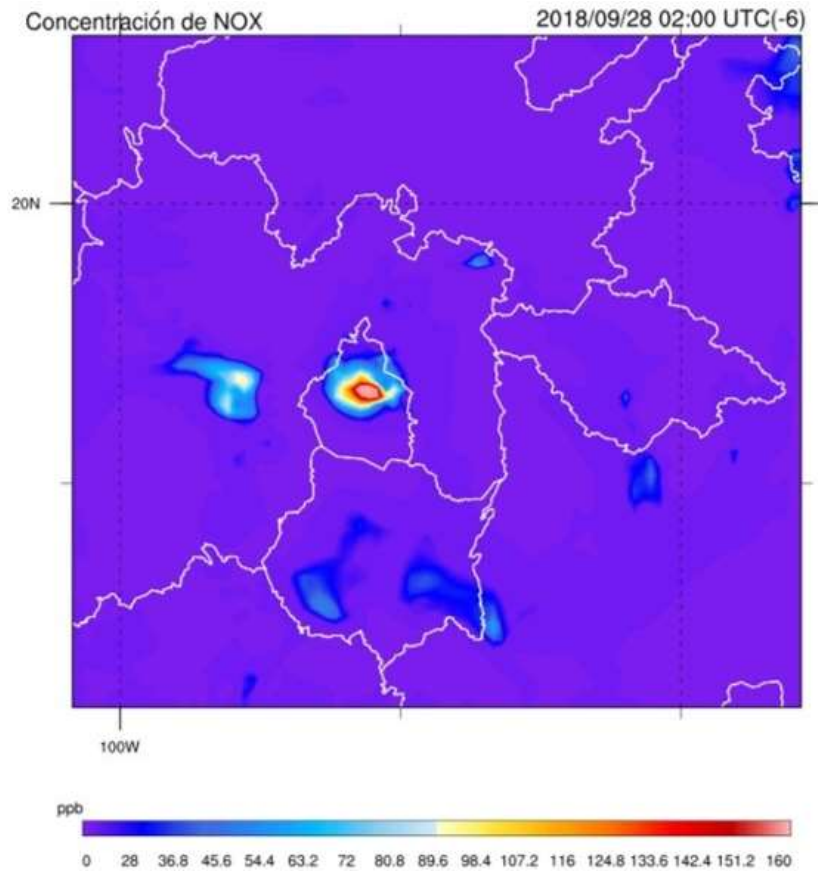 Concentración de NOX 2018/09/28 02:00 UTC(-6)
20N
100W
ppb
0 28 36.8 45.6 54.4 63.2 72 80.8 89.6 98.4 107.2 116 124.8 133.6 142.4 151.2 160